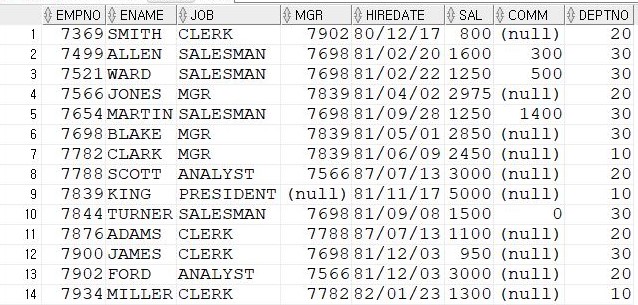 EMPNO ENAME JOB MGR HIREDATE SAL COMM DEPTNO
1 7369 SMITH CLERK 7902 80/12/17 800 (null) 20
2 7499 ALLEN SALESMAN 7698 81/02/20 1600 300 30
3 7521 WARD SALESMAN 7698 81/02/22 1250 500 30
4 7566 JONES MGR 7839 81/04/02 2975 (null) 20
5 7654 MARTIN SALESMAN 7698 81/09/28 1250 1400 30
6 7698 BLAKE MGR 7839 81/05/01 2850 (null) 30
7 7782 CLARK MGR 7839 81/06/09 2450 (null) 10
8 7788 SCOTT ANALYST 7566 87/07/13 3000 (null) 20
9 7839 KING PRESIDENT (null) 81/11/17 5000 (null) 10
10 7844 TURNER SALESMAN 7698 81/09/08 1500 0 30
11 7876 ADAMS CLERK 7788 87/07/13 1100 (null) 20
12 7900 JAMES CLERK 7698 81/12/03 950 (null) 30
13 7902 FORD ANALYST 7566 81/12/03 3000 (null) 20
14 7934 MILLER CLERK 7782 82/01/23 1300 (null) 10